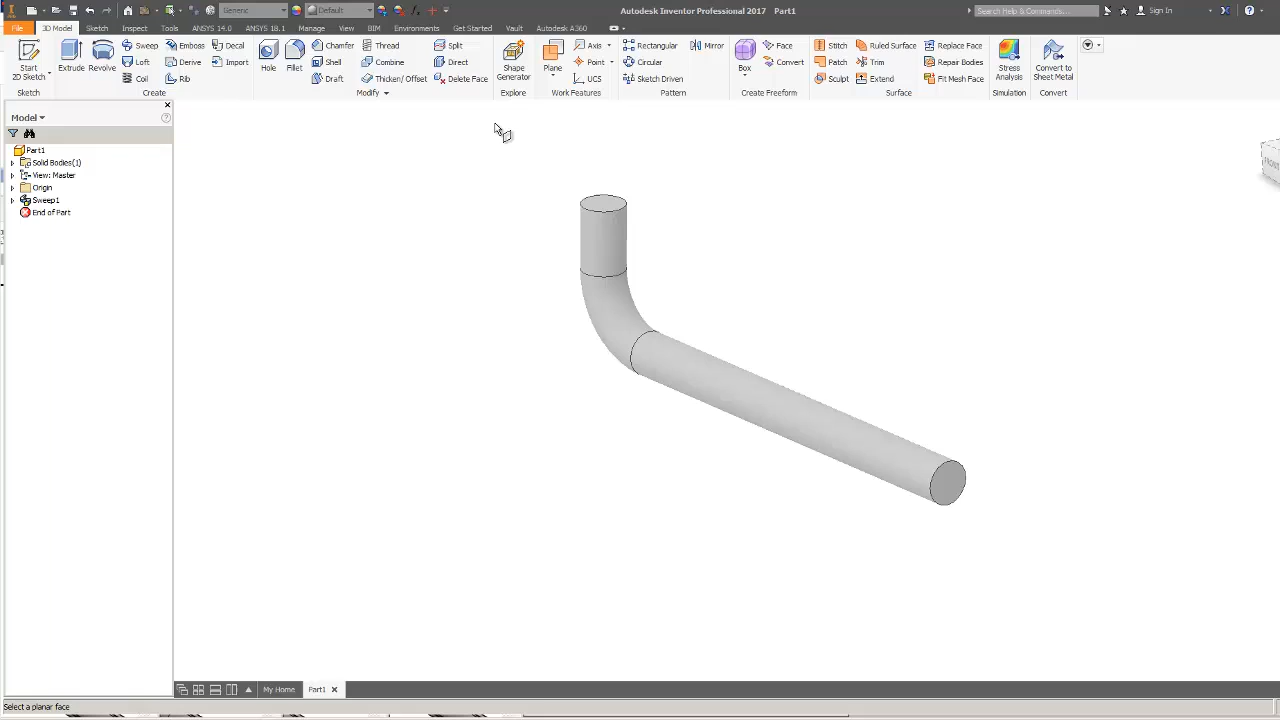 Generic Default Autodesk Inventor Professional 2017 Part1 Search Help & Commands... Sign In
File 3D Model Sketch Inspect Tools ANSYS 14.0 ANSYS 18.1 Manage View BIM Environments Get Started Vault Autodesk A360
Sweep Emboss Decal Chamfer Thread Split Axis Rectangular Mirror Face Stitch Ruled Surface Replace Face
Start 2D Sketch Extrude Revolve Loft Derive Import Hole Fillet Shell Combine Direct Shape Generator Plane Point Circular Box Convert Patch Trim Repair Bodies Stress Analysis Convert to Sheet Metal
Coil Rib Draft Thicken/ Offset Delete Face UCS Sketch Driven Sculpt Extend Fit Mesh Face
Sketch Create Modify Explore Work Features Pattern Create Freeform Surface Simulation Convert
Model
Part1
Solid Bodies(1)
View: Master
Origin
Sweep1
End of Part
My Home Part1
Select a planar face